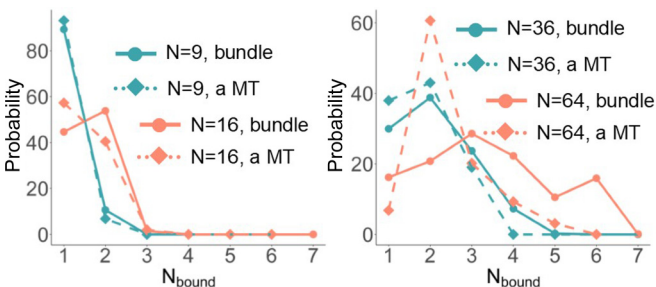 Probability
80
60
40
20
0
N=9, bundle
N=9, a MT
N=16, bundle
N=16, a MT
1 2 3 4 5 6 7
Nbound
Probability
60
40
20
0
N=36, bundle
N=36, a MT
N=64, bundle
N=64, a MT
1 2 3 4 5 6 7
Nbound